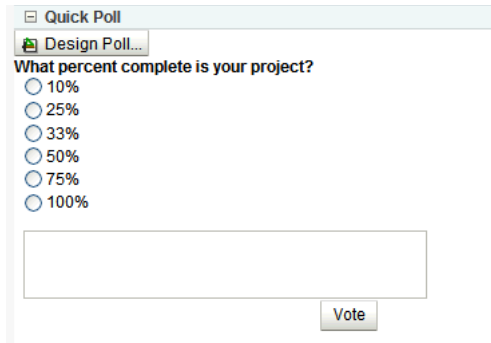 Quick Poll
Design Poll...
What percent complete is your project?
10%
25%
33%
50%
75%
100%
Vote